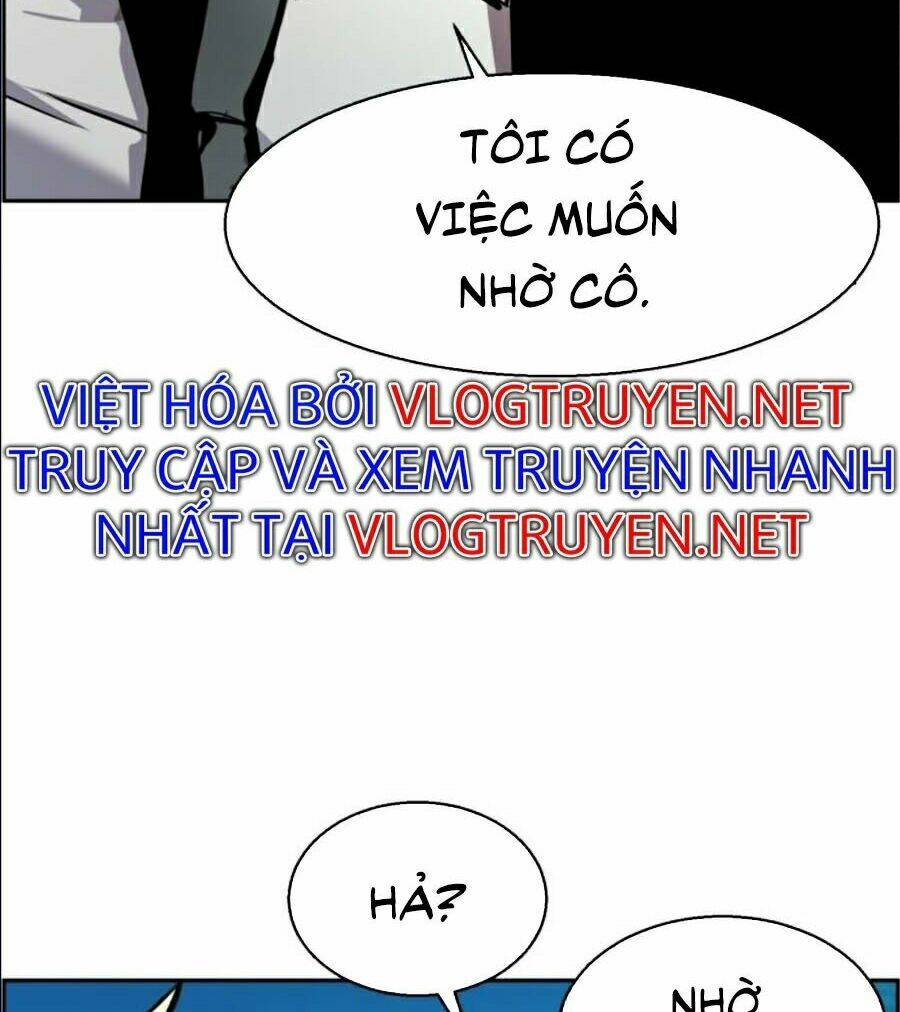 TÔI CÓ
VIỆC MUỐN
NHỜ CÔ.
VIỆT HÓA BỞI VLOGTRUYEN.NET
TRUY CẬP VÀ XEM TRUYỆN NHANH
NHẤT TẠI VLOGTRUYEN.NET
HẢ?
NHỜ